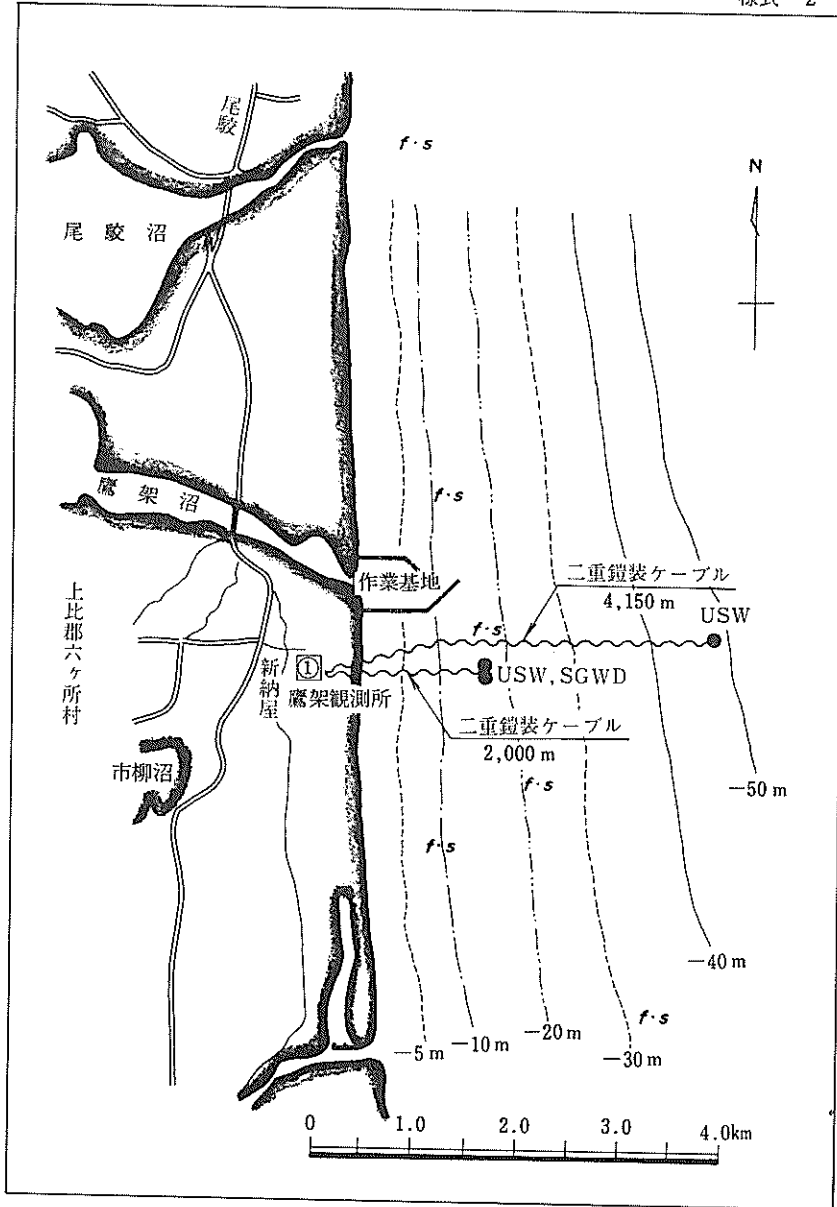 様式 2
尾駮
f・s
N
尾駮沼
鷹架沼
f・s
作業基地
二重鎧装ケーブル
4,150 m
USW
f・s
上比郡六ヶ所村
新納屋
①
鷹架観測所
USW, SGWD
二重鎧装ケーブル
2,000 m
市柳沼
f・s
−50 m
f・s
−40 m
f・s
−5 m
−10 m
−20 m
−30 m
0 1.0 2.0 3.0 4.0km